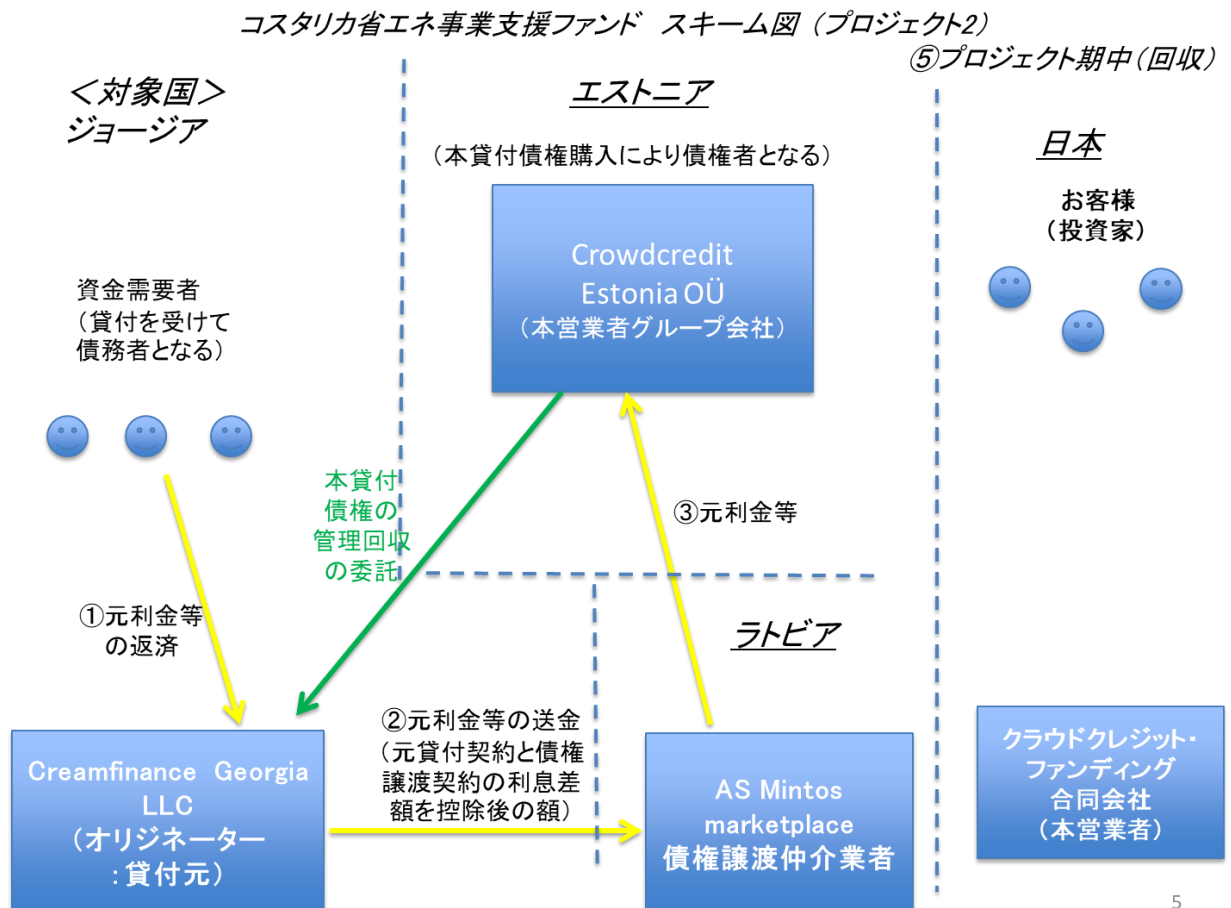 コスタリカ省エネ事業支援ファンド　スキーム図（プロジェクト2）
⑤プロジェクト期中（回収）
＜対象国＞
ジョージア
エストニア
日本
（本貸付債権購入により債権者となる）
お客様
（投資家）
Crowdcredit
Estonia OÜ
（本営業者グループ会社）
資金需要者
（貸付を受けて
債務者となる）
本貸付
債権の
管理回収
の委託
③元利金等
①元利金等
の返済
ラトビア
②元利金等の送金
（元貸付契約と債権
譲渡契約の利息差
額を控除後の額）
Creamfinance Georgia
LLC
（オリジネーター
：貸付元）
AS Mintos
marketplace
債権譲渡仲介業者
クラウドクレジット・
ファンディング
合同会社
（本営業者）
5